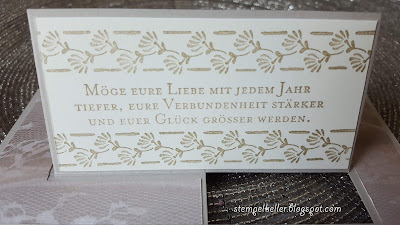 Möge eure Liebe mit jedem Jahr
tiefer, eure Verbundenheit stärker
und euer Glück grösser werden.
stempelkeller.blogspot.com